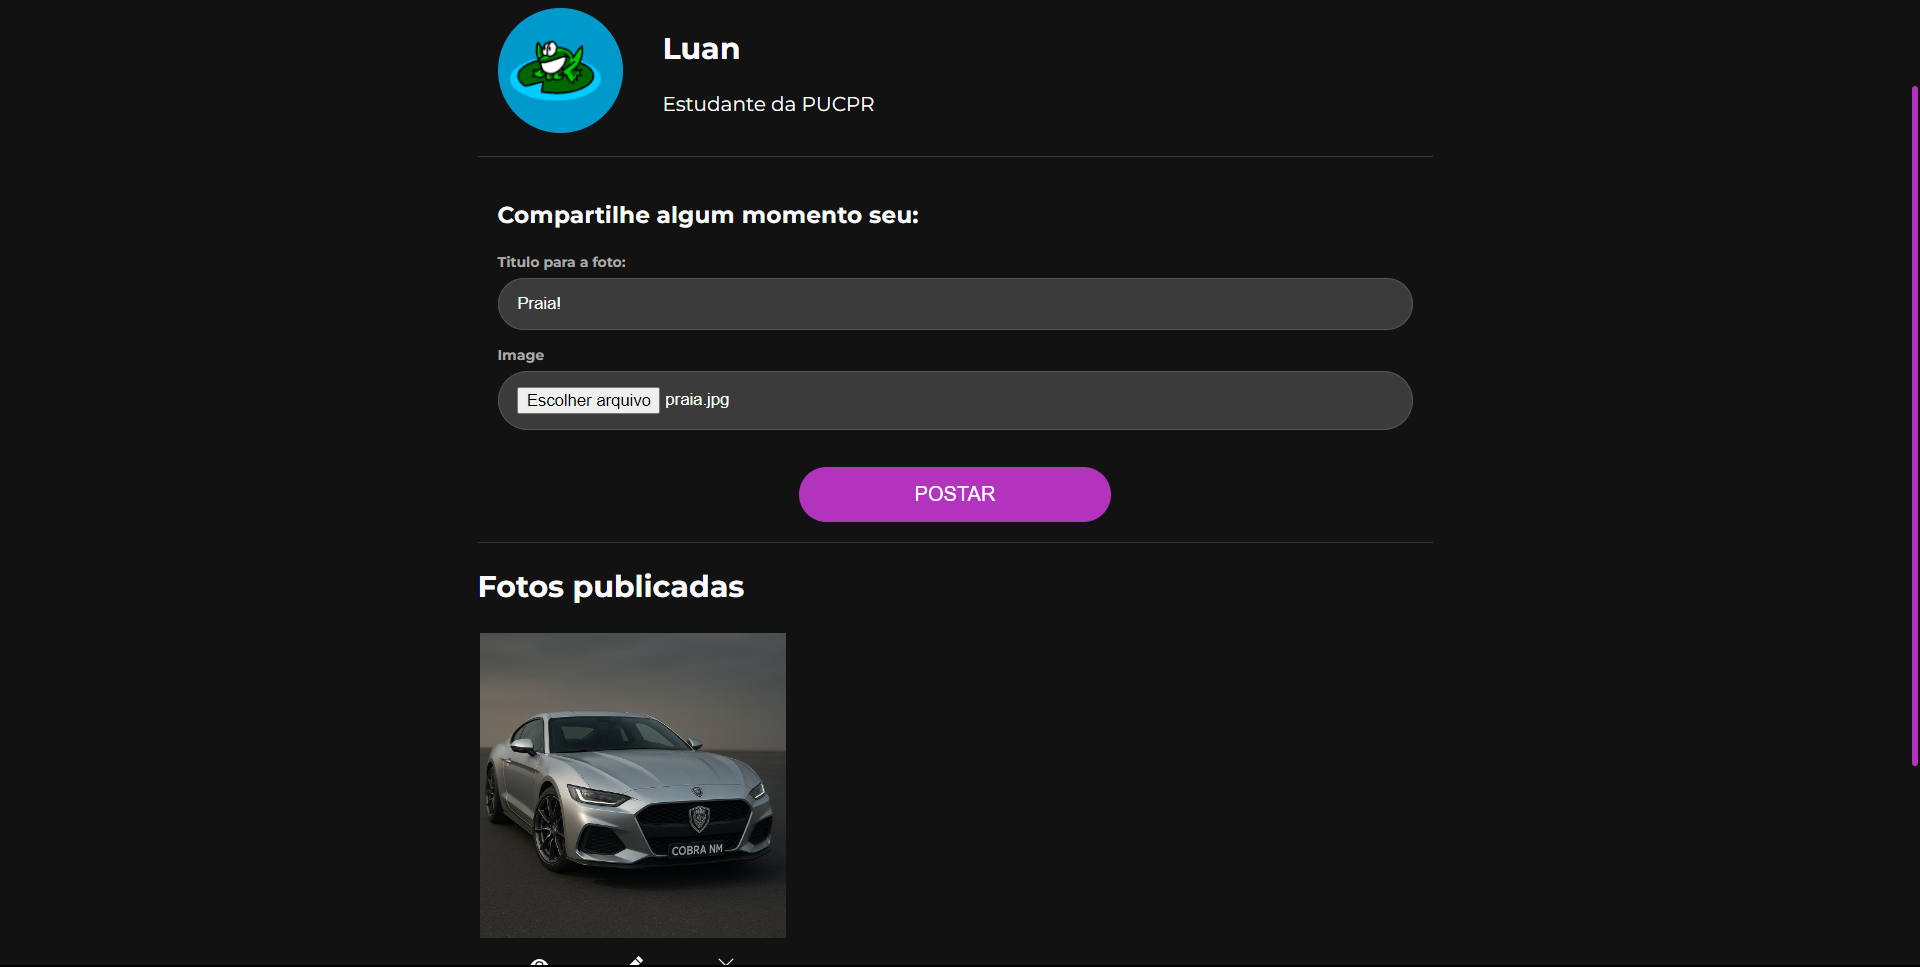 Luan
Estudante da PUCPR
Compartilhe algum momento seu:
Titulo para a foto:
Praia!
Image
Escolher arquivo praia.jpg
POSTAR
Fotos publicadas
COBRA NM